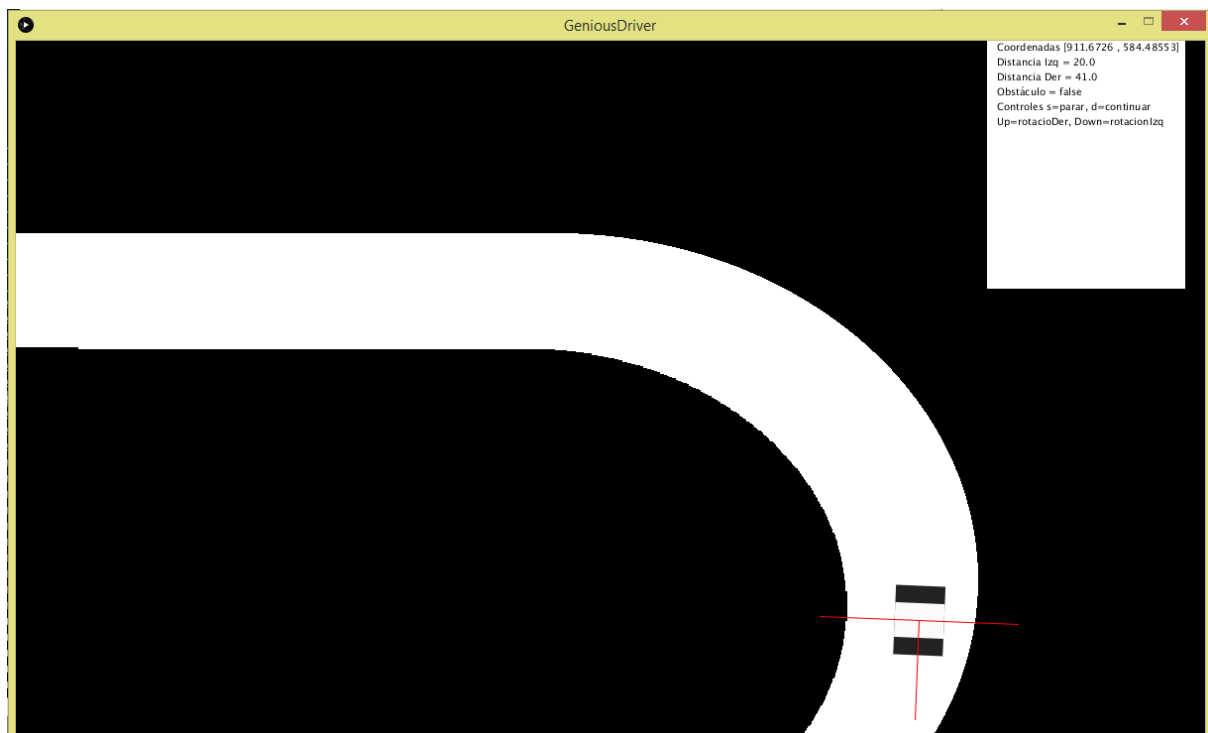 GeniousDriver
Coordenadas [911.6726 , 584.48553]
Distancia Izq = 20.0
Distancia Der = 41.0
Obstáculo = false
Controles s=parar, d=continuar
Up=rotacioDer, Down=rotacionIzq